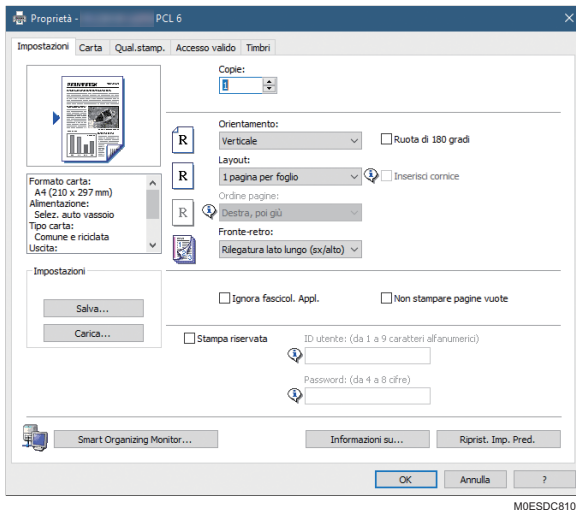 Proprietà - PCL 6
Impostazioni Carta Qual.stamp. Accesso valido Timbri
Copie:
1
Orientamento:
R Verticale Ruota di 180 gradi
Layout:
R 1 pagina per foglio Inserisci cornice
Ordine pagine:
R Destra, poi giù
Fronte-retro:
Rilegatura lato lungo (sx/alto)
Formato carta:
A4 (210 x 297 mm)
Alimentazione:
Selez. auto vassoio
Tipo carta:
Comune e riciclata
Uscita:
Impostazioni
Salva...
Carica...
Ignora fascicol. Appl. Non stampare pagine vuote
Stampa riservata ID utente: (da 1 a 9 caratteri alfanumerici)
Password: (da 4 a 8 cifre)
Smart Organizing Monitor... Informazioni su... Riprist. Imp. Pred.
OK Annulla ?
M0ESDC810